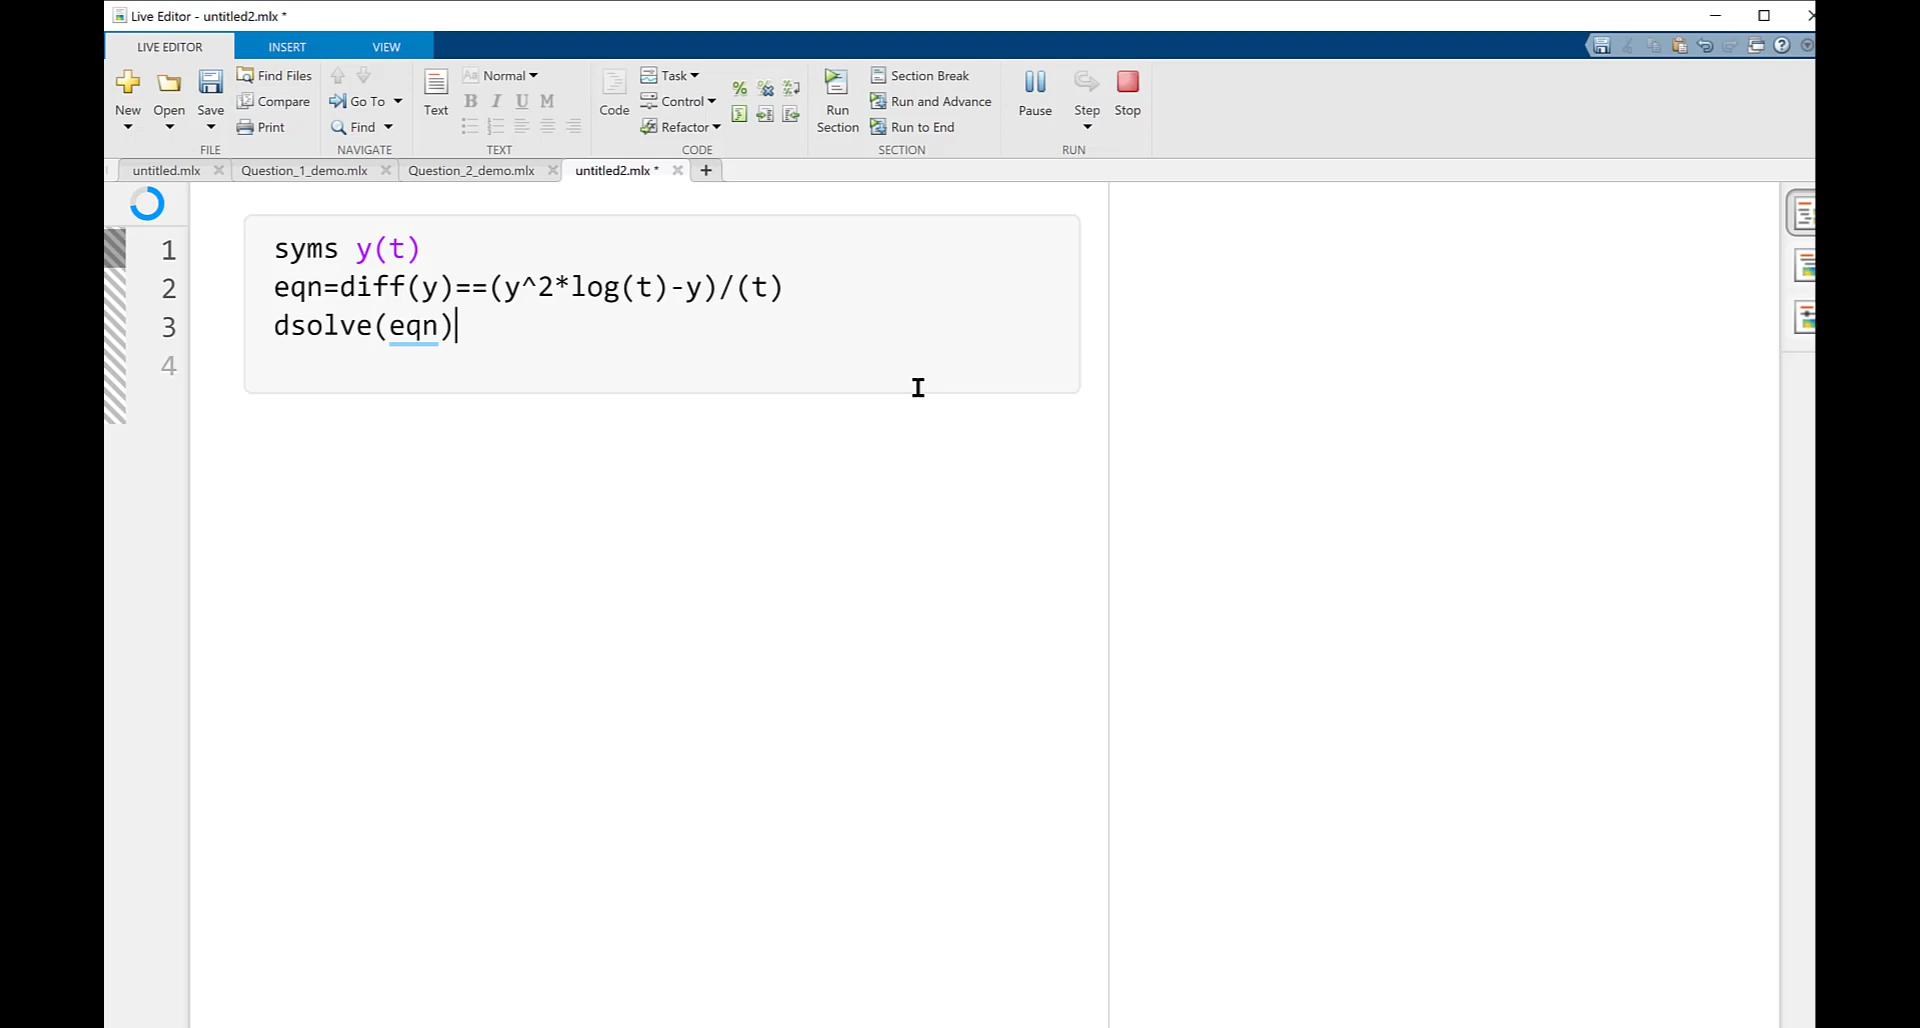 Live Editor - untitled2.mlx *
LIVE EDITOR INSERT VIEW
New Open Save Find Files Compare Print
FILE
Go To Find
NAVIGATE
Text Aa Normal B I U M
TEXT
Code Task Control Refactor
CODE
Run Section Section Break Run and Advance Run to End
SECTION
Pause Step Stop
RUN
untitled.mlx Question_1_demo.mlx Question_2_demo.mlx untitled2.mlx *
1 syms y(t)
2 eqn=diff(y)==(y^2*log(t)-y)/(t)
3 dsolve(eqn)
4